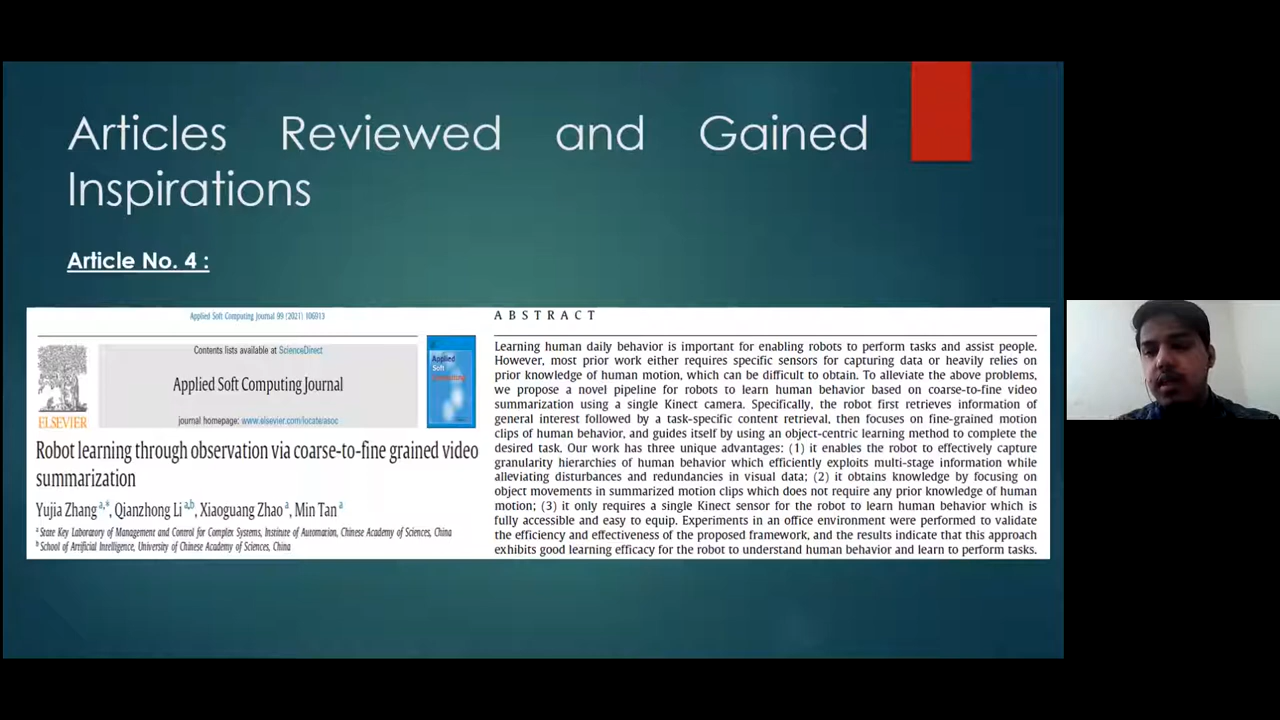 Articles Reviewed and Gained
Inspirations
Article No. 4 :
Applied Soft Computing Journal 99 (2021) 106913
Contents lists available at ScienceDirect
Applied Soft Computing Journal
journal homepage: www.elsevier.com/locate/asoc
ELSEVIER
Applied
Soft
Computing
Robot learning through observation via coarse-to-fine grained video
summarization
Yujia Zhang a,*, Qianzhong Li a,b, Xiaoguang Zhao a, Min Tan a
a State Key Laboratory of Management and Control for Complex Systems, Institute of Automation, Chinese Academy of Sciences, China
b School of Artificial Intelligence, University of Chinese Academy of Sciences, China
ABSTRACT
Learning human daily behavior is important for enabling robots to perform tasks and assist people.
However, most prior work either requires specific sensors for capturing data or heavily relies on
prior knowledge of human motion, which can be difficult to obtain. To alleviate the above problems,
we propose a novel pipeline for robots to learn human behavior based on coarse-to-fine video
summarization using a single Kinect camera. Specifically, the robot first retrieves information of
general interest followed by a task-specific content retrieval, then focuses on fine-grained motion
clips of human behavior, and guides itself by using an object-centric learning method to complete the
desired task. Our work has three unique advantages: (1) it enables the robot to effectively capture
granularity hierarchies of human behavior which efficiently exploits multi-stage information while
alleviating disturbances and redundancies in visual data; (2) it obtains knowledge by focusing on
object movements in summarized motion clips which does not require any prior knowledge of human
motion; (3) it only requires a single Kinect sensor for the robot to learn human behavior which is
fully accessible and easy to equip. Experiments in an office environment were performed to validate
the efficiency and effectiveness of the proposed framework, and the results indicate that this approach
exhibits good learning efficacy for the robot to understand human behavior and learn to perform tasks.